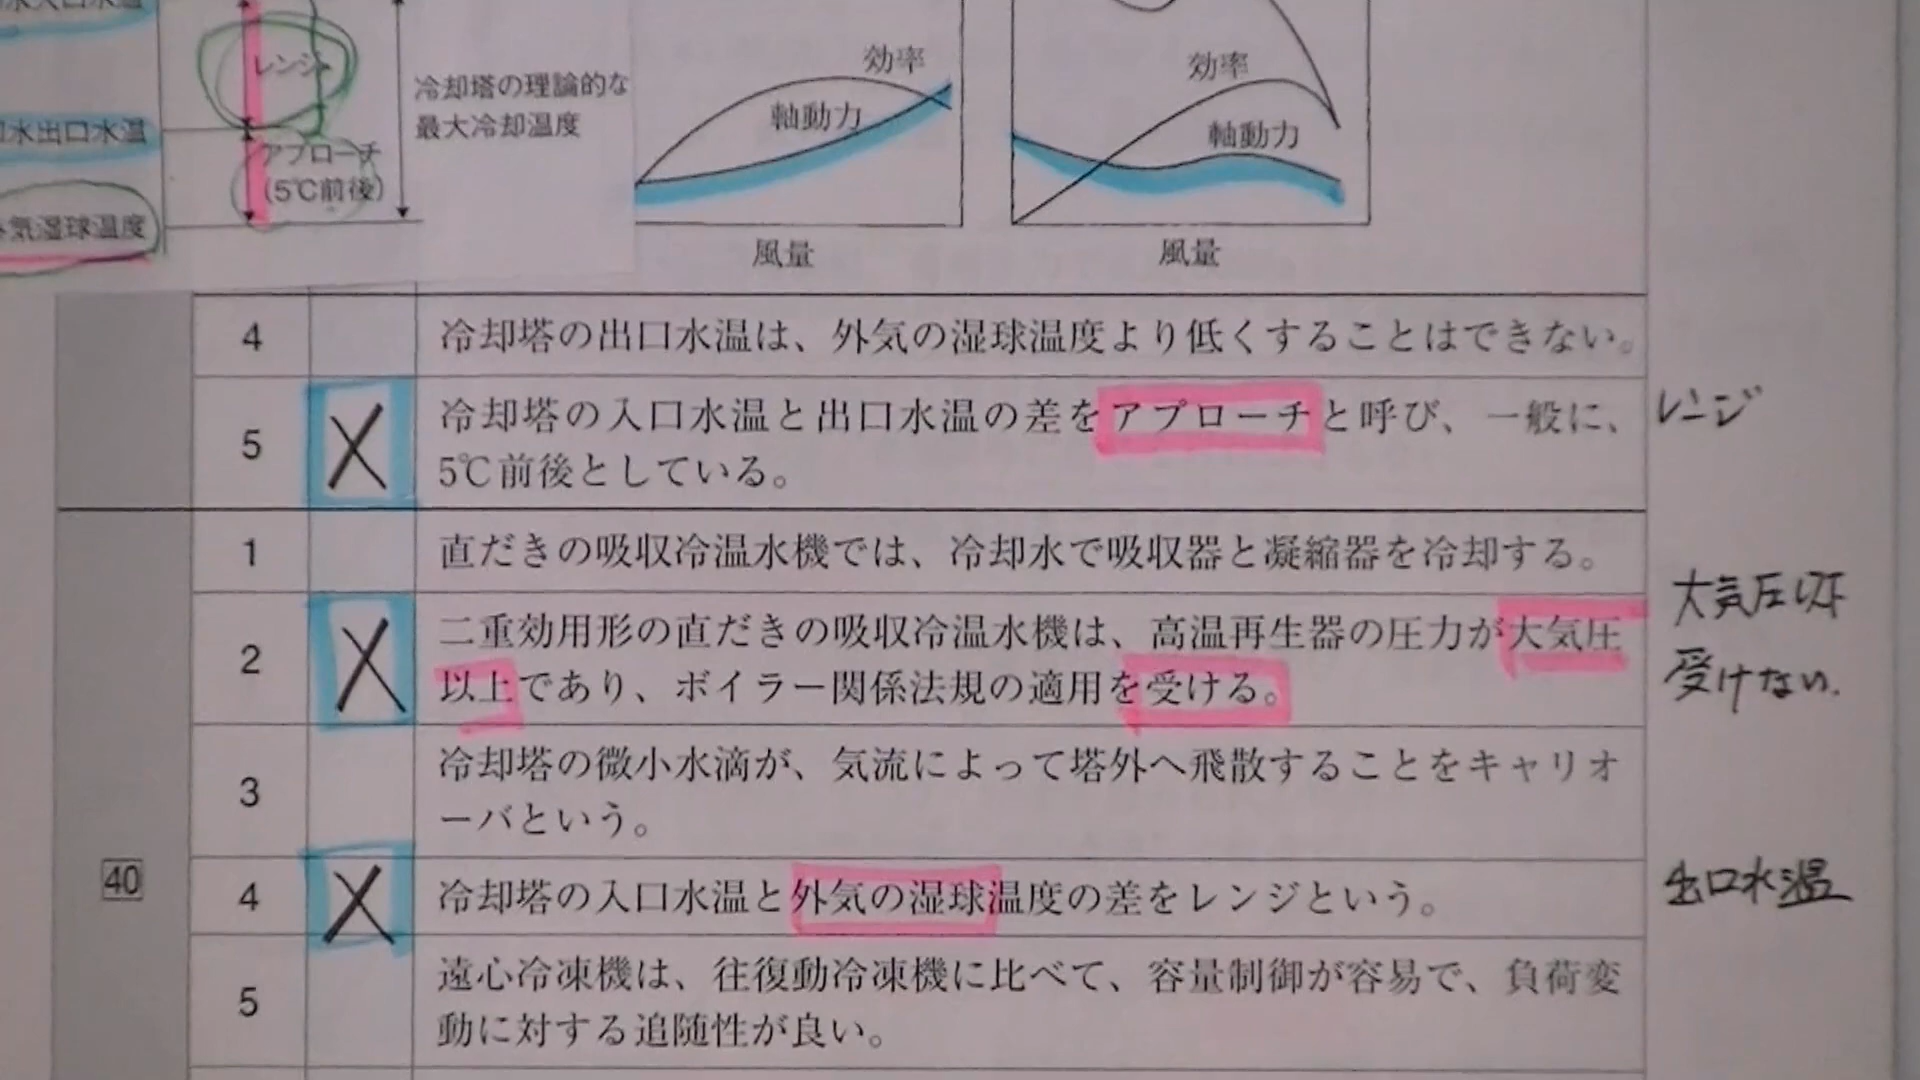 レンジ
冷却塔の理論的な
最大冷却温度
水出口水温
アプローチ
(5℃前後)
気湿球温度
効率
軸動力
風量
効率
軸動力
風量
4 冷却塔の出口水温は、外気の湿球温度より低くすることはできない。
5 X 冷却塔の入口水温と出口水温の差をアプローチと呼び、一般に、 レンジ
5℃前後としている。
40
1 直だきの吸収冷温水機では、冷却水で吸収器と凝縮器を冷却する。
2 X 二重効用形の直だきの吸収冷温水機は、高温再生器の圧力が大気圧 大気圧以下
以上であり、ボイラー関係法規の適用を受ける。 受けない.
3 冷却塔の微小水滴が、気流によって塔外へ飛散することをキャリオ
ーバという。
4 X 冷却塔の入口水温と外気の湿球温度の差をレンジという。 出口水温
5 遠心冷凍機は、往復動冷凍機に比べて、容量制御が容易で、負荷変
動に対する追随性が良い。